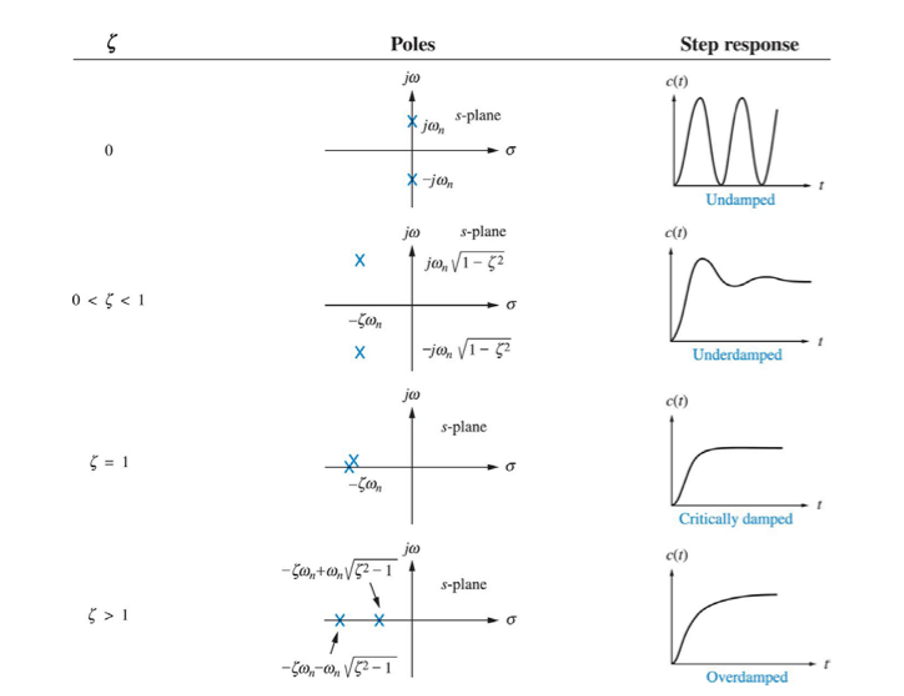 ζ Poles Step response
jω c(t)
jωn s-plane
0 σ
−jωn t
Undamped
jω s-plane c(t)
jωn √1 − ζ²
0 < ζ < 1 σ
−ζωn
−jωn √1 − ζ² t
Underdamped
jω c(t)
s-plane
ζ = 1 σ
−ζωn t
Critically damped
jω c(t)
−ζωn+ωn√ζ² − 1
s-plane
ζ > 1 σ
−ζωn−ωn √ζ² − 1 t
Overdamped